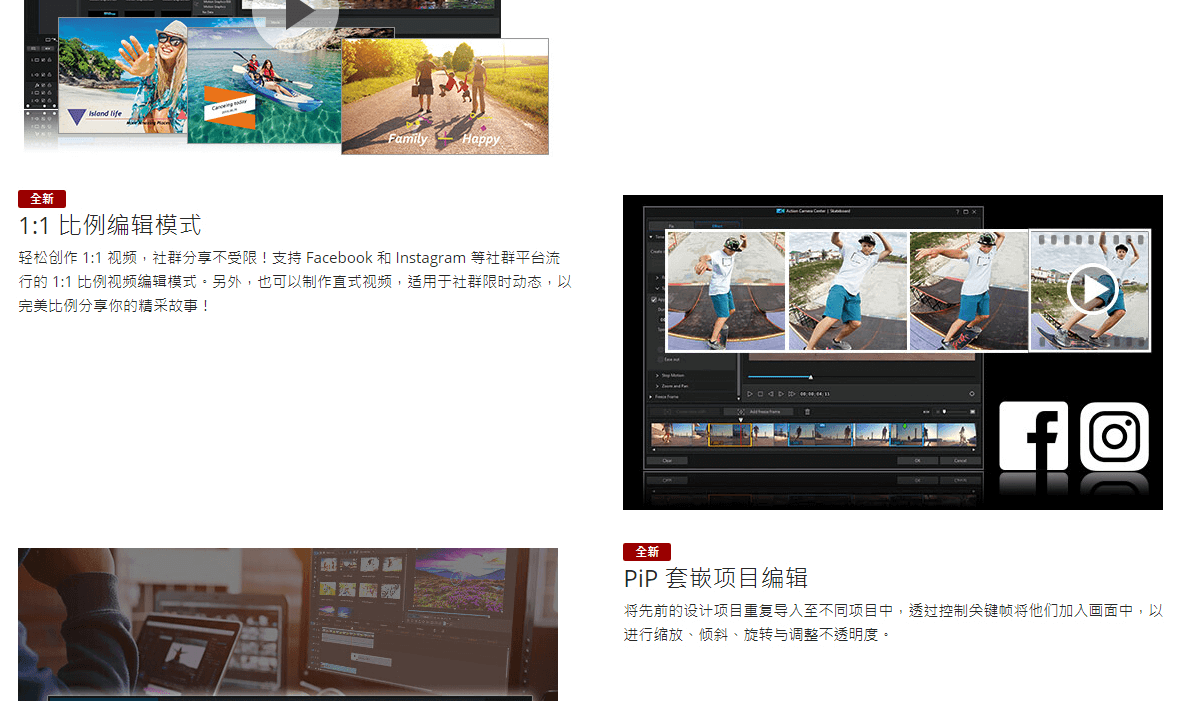 Island life
Canoeing today
Family
Happy
全新
1:1 比例编辑模式
轻松创作 1:1 视频，社群分享不受限！支持 Facebook 和 Instagram 等社群平台流
行的 1:1 比例视频编辑模式。另外，也可以制作直式视频，适用于社群限时动态，以
完美比例分享你的精采故事！
Action Camera Center | Skateboard
Effect
Ease out
Stop Motion
Zoom and Pan
Freeze Frame
00:00:04:11
Add Freeze Frame
Clear
OK
Cancel
全新
PiP 套嵌项目编辑
将先前的设计项目重复导入至不同项目中，透过控制关键帧将他们加入画面中，以
进行缩放、倾斜、旋转与调整不透明度。